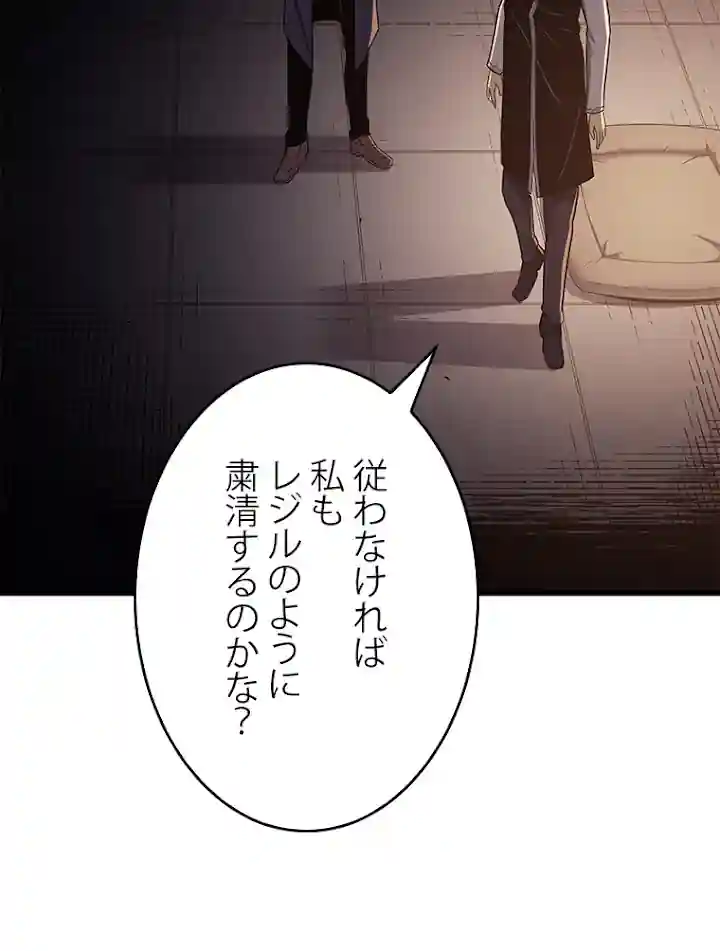 従わなければ
私も
レジルのように
粛清するのかな？